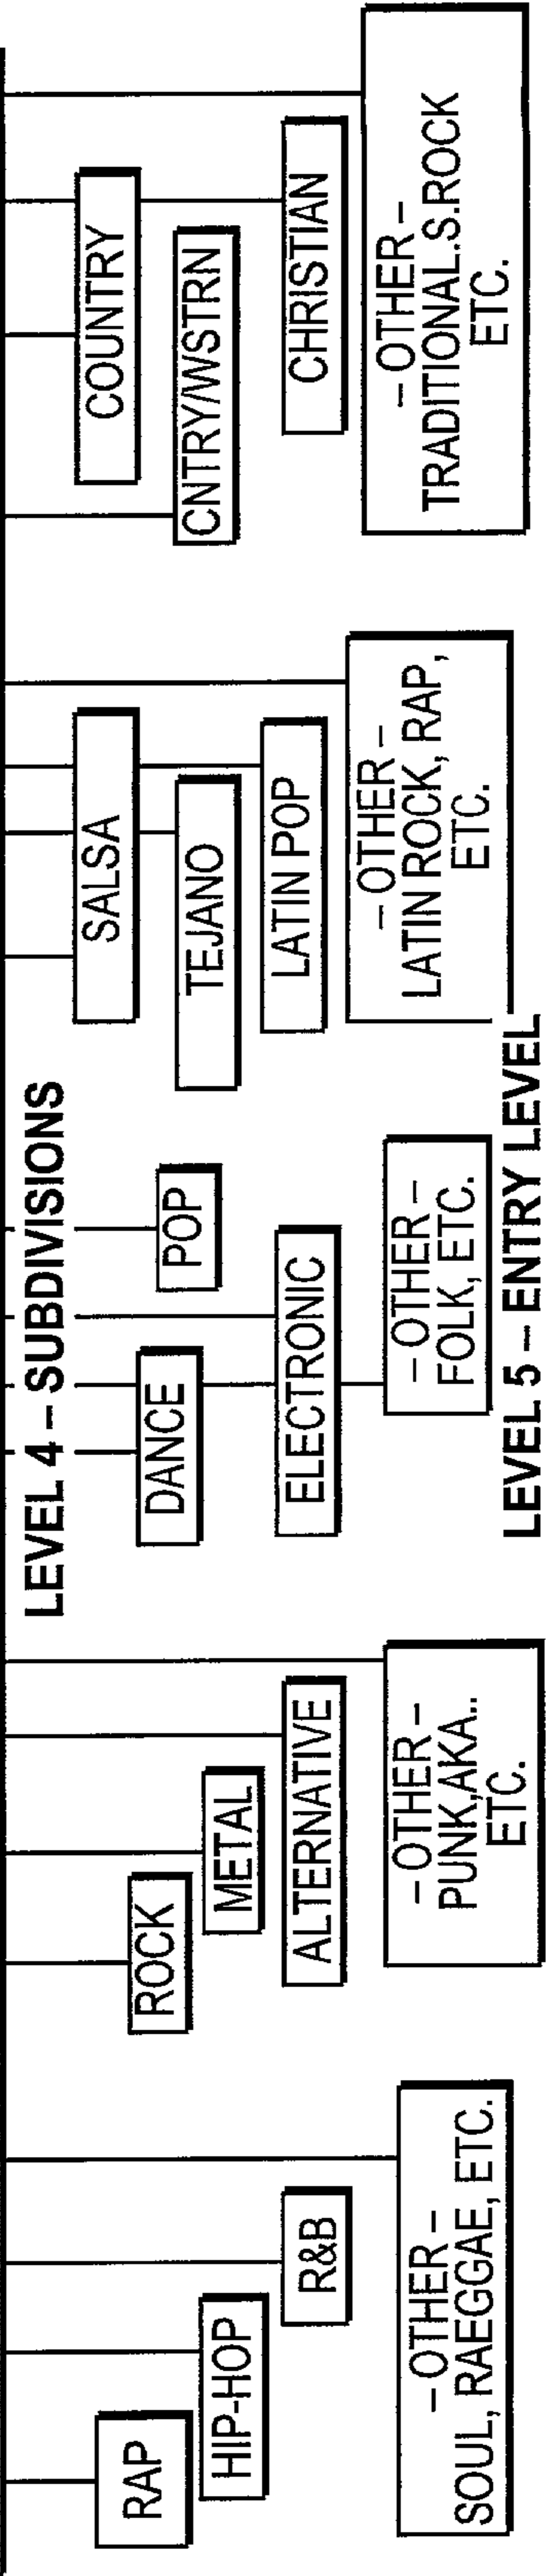 LEVEL 4 – SUBDIVISIONS
RAP
HIP-HOP
R&B
– OTHER –
SOUL, RAEGGAE, ETC.
ROCK
METAL
ALTERNATIVE
– OTHER –
PUNK,AKA..
ETC.
DANCE
POP
ELECTRONIC
– OTHER –
FOLK, ETC.
SALSA
TEJANO
LATIN POP
– OTHER –
LATIN ROCK, RAP,
ETC.
COUNTRY
CNTRY/WSTRN
CHRISTIAN
– OTHER –
TRADITIONAL.S.ROCK
ETC.
LEVEL 5 – ENTRY LEVEL